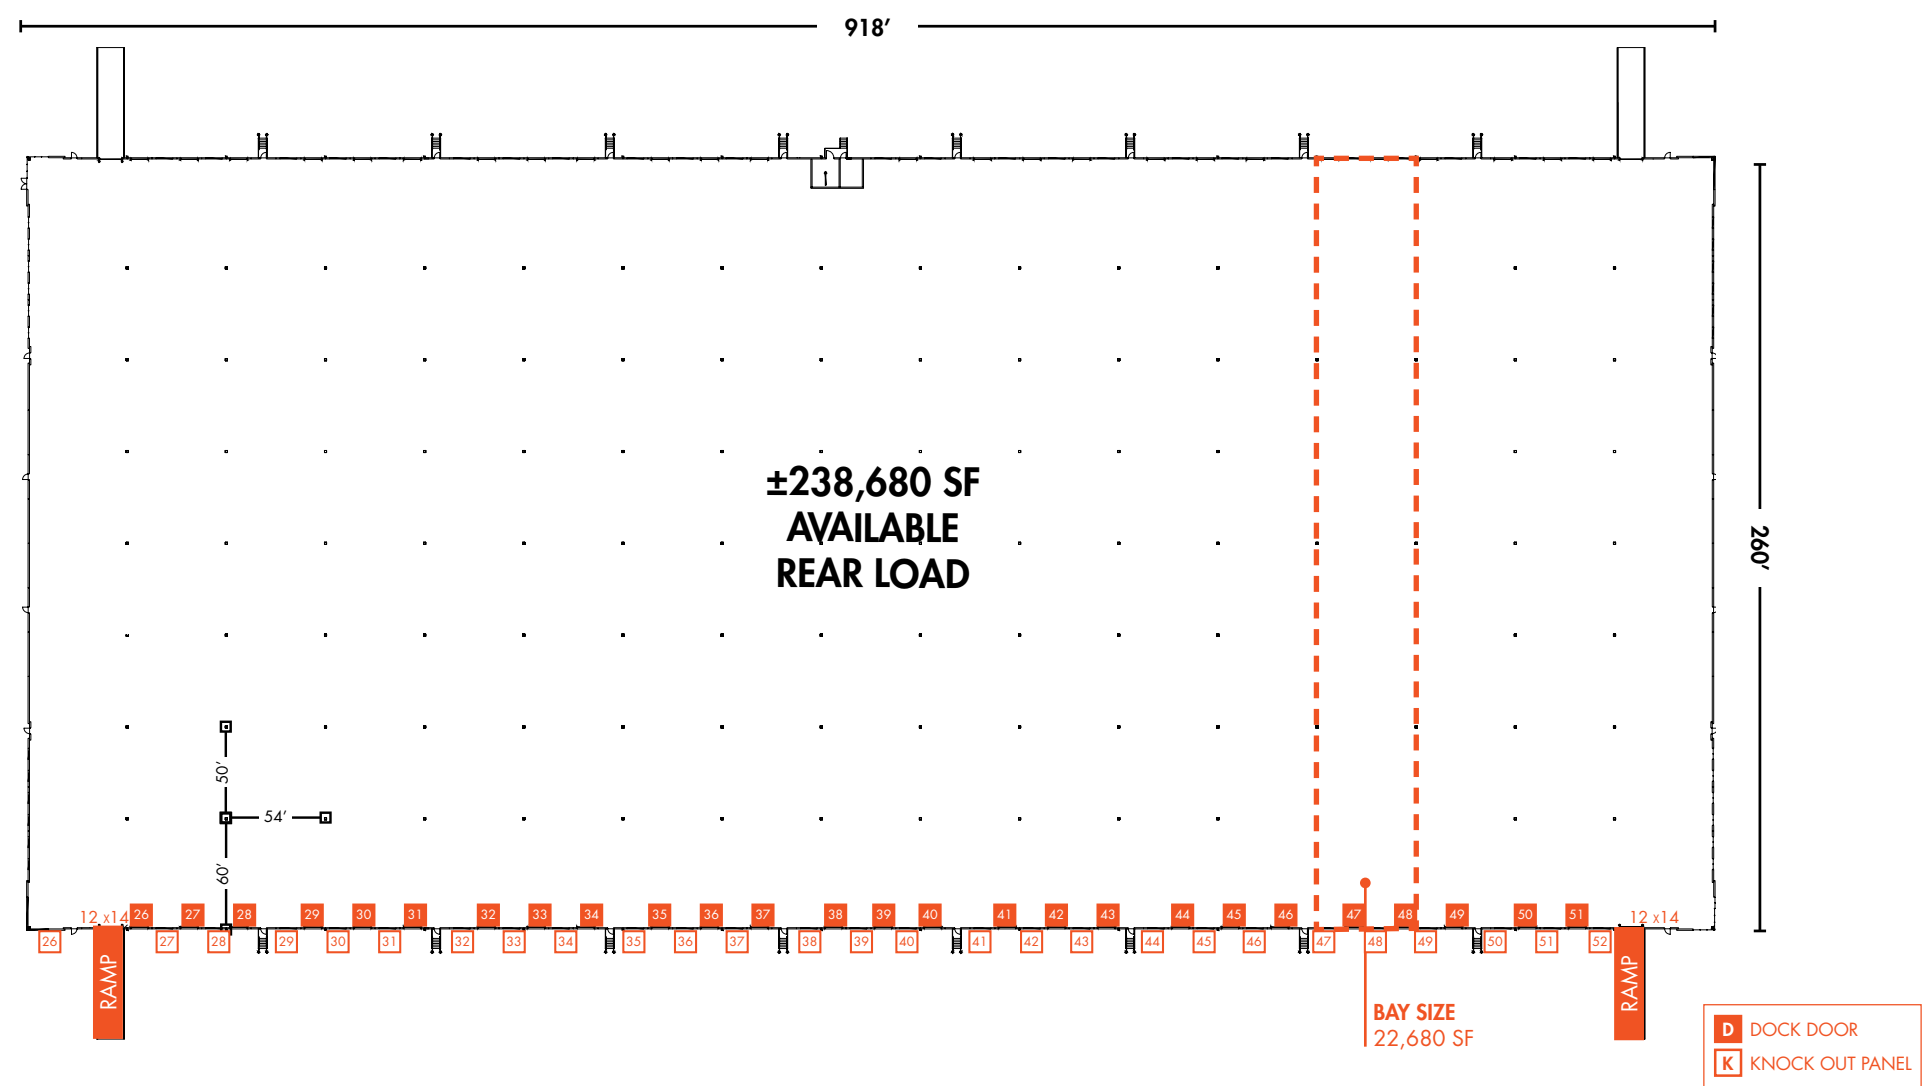 918’
±238,680 SF
AVAILABLE
REAR LOAD
260’
50’
54’
60’
12 x14 26 27 28 29 30 31 32 33 34 35 36 37 38 39 40 41 42 43 44 45 46 47 48 49 50 51 12 x14
26 27 28 29 30 31 32 33 34 35 36 37 38 39 40 41 42 43 44 45 46 47 48 49 50 51 52
RAMP
RAMP
BAY SIZE
22,680 SF
D DOCK DOOR
K KNOCK OUT PANEL